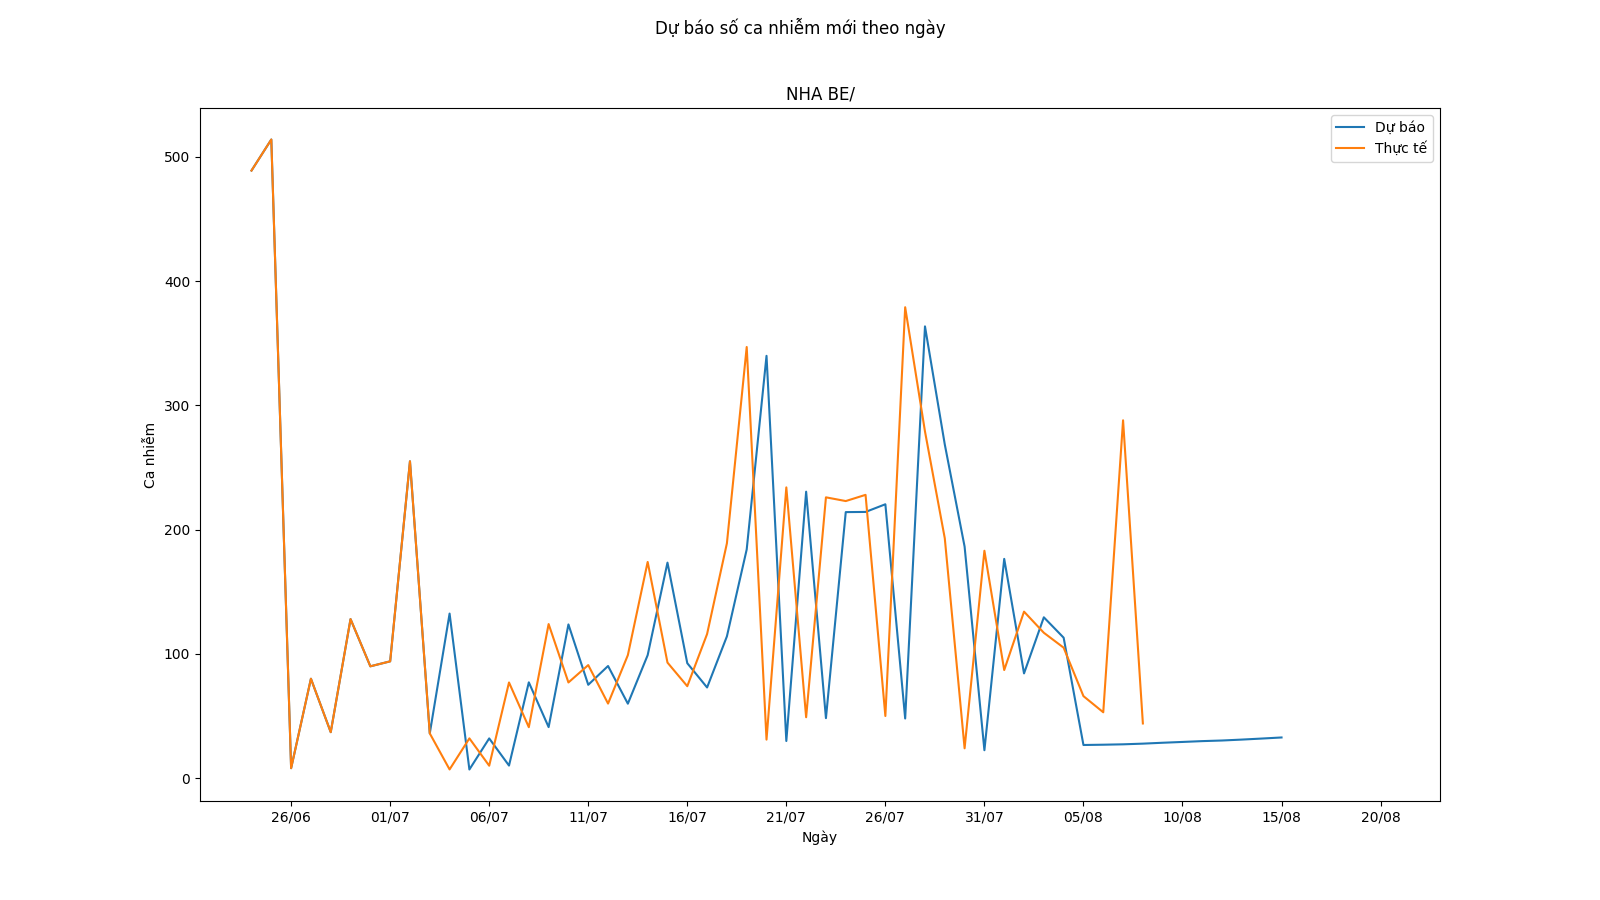 Dự báo số ca nhiễm mới theo ngày
NHA BE/
Dự báo
Thực tế
500
400
300
200
100
0
Ca nhiễm
26/06 01/07 06/07 11/07 16/07 21/07 26/07 31/07 05/08 10/08 15/08 20/08
Ngày